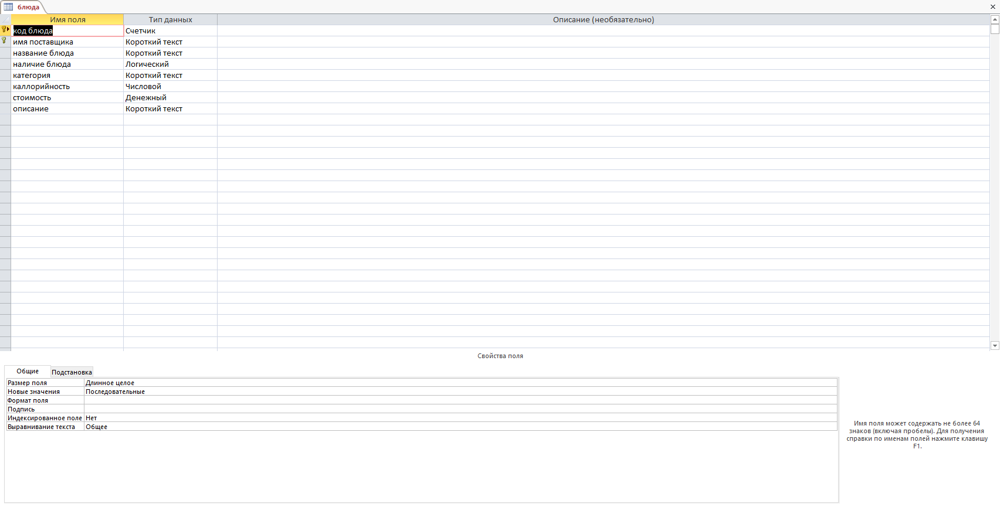 блюда
Имя поля Тип данных Описание (необязательно)
код блюда Счетчик
имя поставщика Короткий текст
название блюда Короткий текст
наличие блюда Логический
категория Короткий текст
каллорийность Числовой
стоимость Денежный
описание Короткий текст
Свойства поля
Общие Подстановка
Размер поля Длинное целое
Новые значения Последовательные
Формат поля
Подпись
Индексированное поле Нет
Выравнивание текста Общее
Имя поля может содержать не более 64
знаков (включая пробелы). Для получения
справки по именам полей нажмите клавишу
F1.